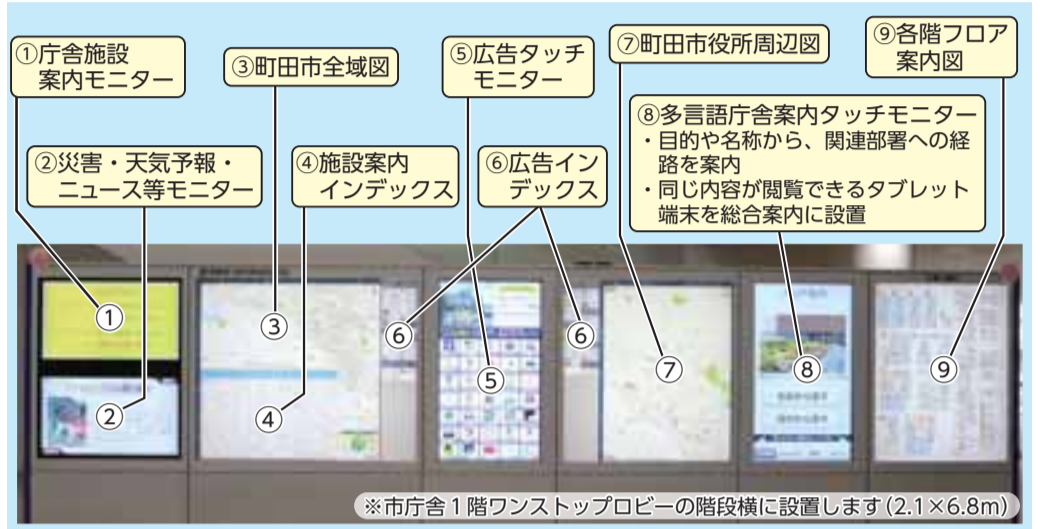 ①庁舎施設
案内モニター
③町田市全域図
⑤広告タッチ
モニター
⑦町田市役所周辺図
⑨各階フロア
案内図
②災害・天気予報・
ニュース等モニター
④施設案内
インデックス
⑥広告イン
デックス
⑧多言語庁舎案内タッチモニター
・目的や名称から、関連部署への経
路を案内
・同じ内容が閲覧できるタブレット
端末を総合案内に設置
①
②
③
④
⑥
⑤
⑥
⑦
⑧
⑨
※市庁舎1階ワンストップロビーの階段横に設置します(2.1×6.8m)